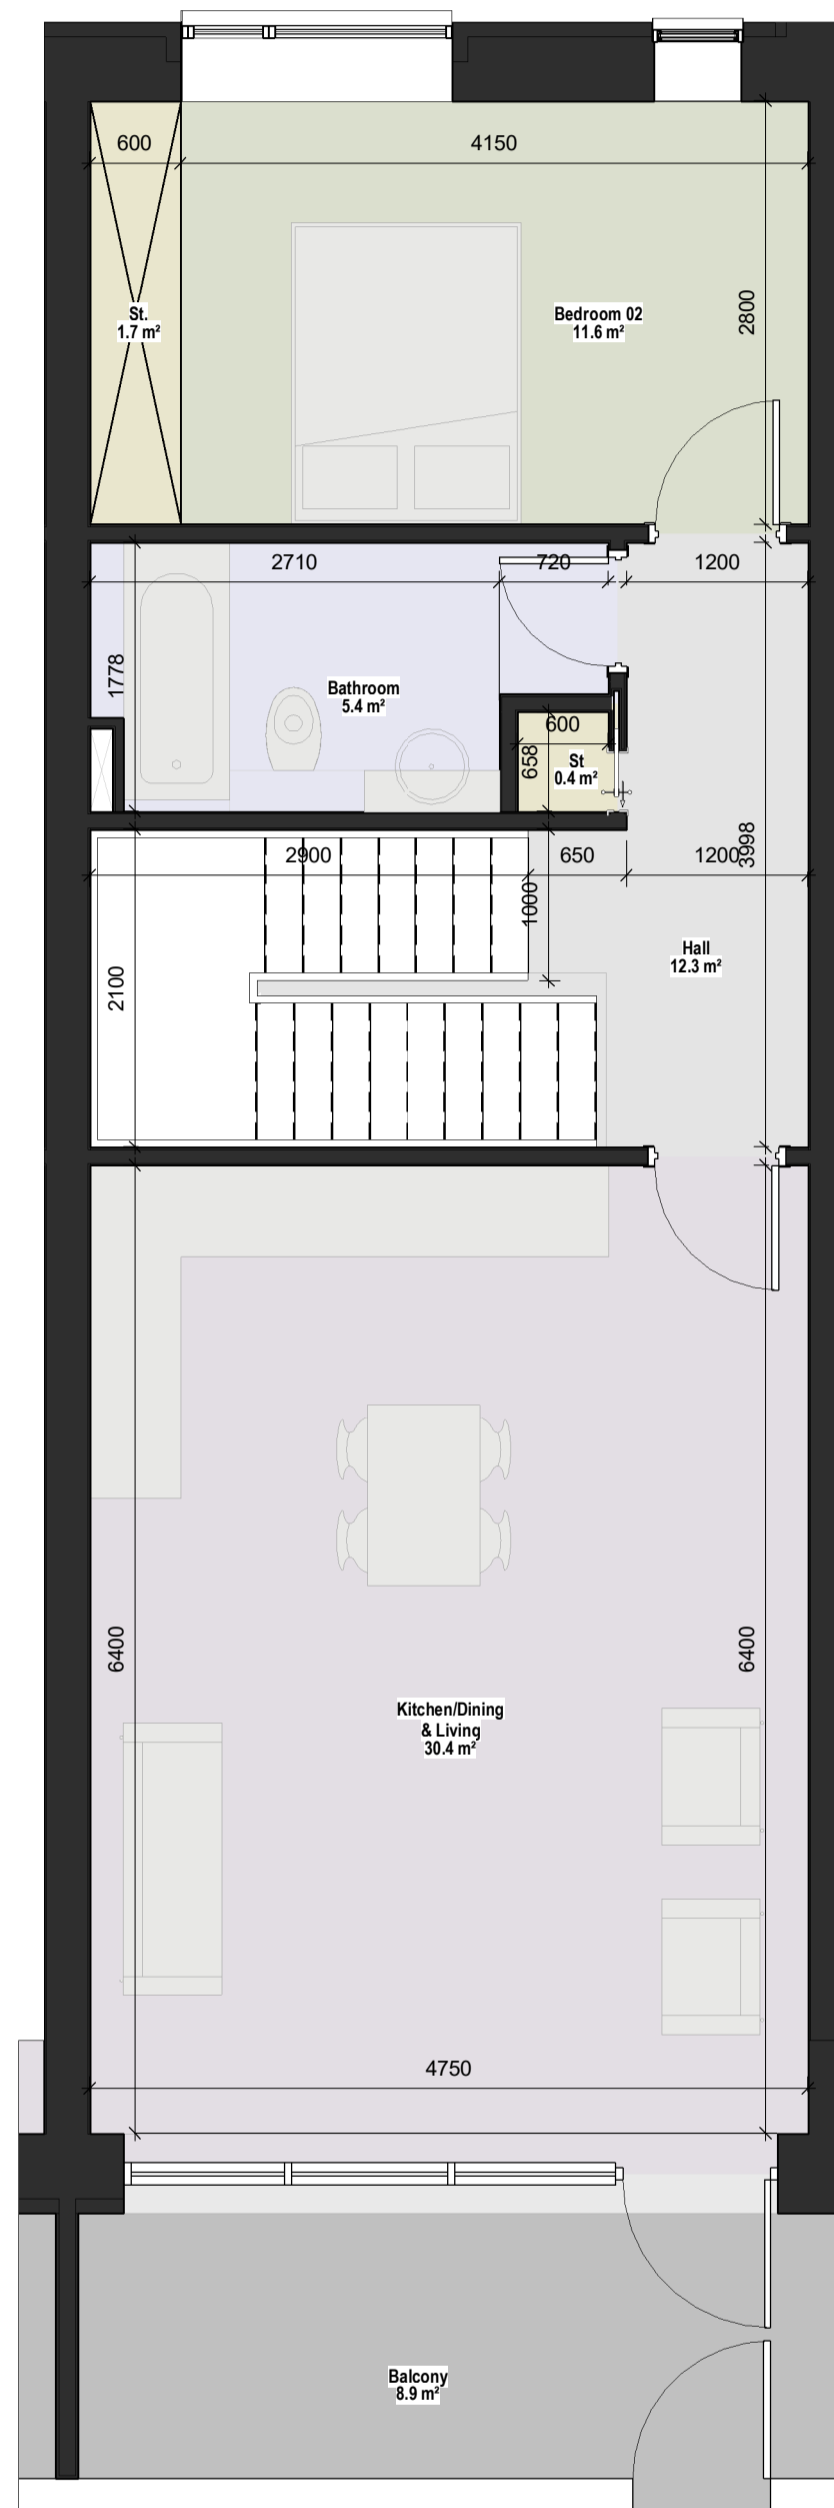 600
4150
St.
1.7 m²
Bedroom 02
11.6 m²
2800
2710
720
1200
1778
Bathroom
5.4 m²
600
658
St
0.4 m²
2900
650
1200
3998
1000
2100
Hall
12.3 m²
6400
6400
Kitchen/Dining
& Living
30.4 m²
4750
Balcony
8.9 m²